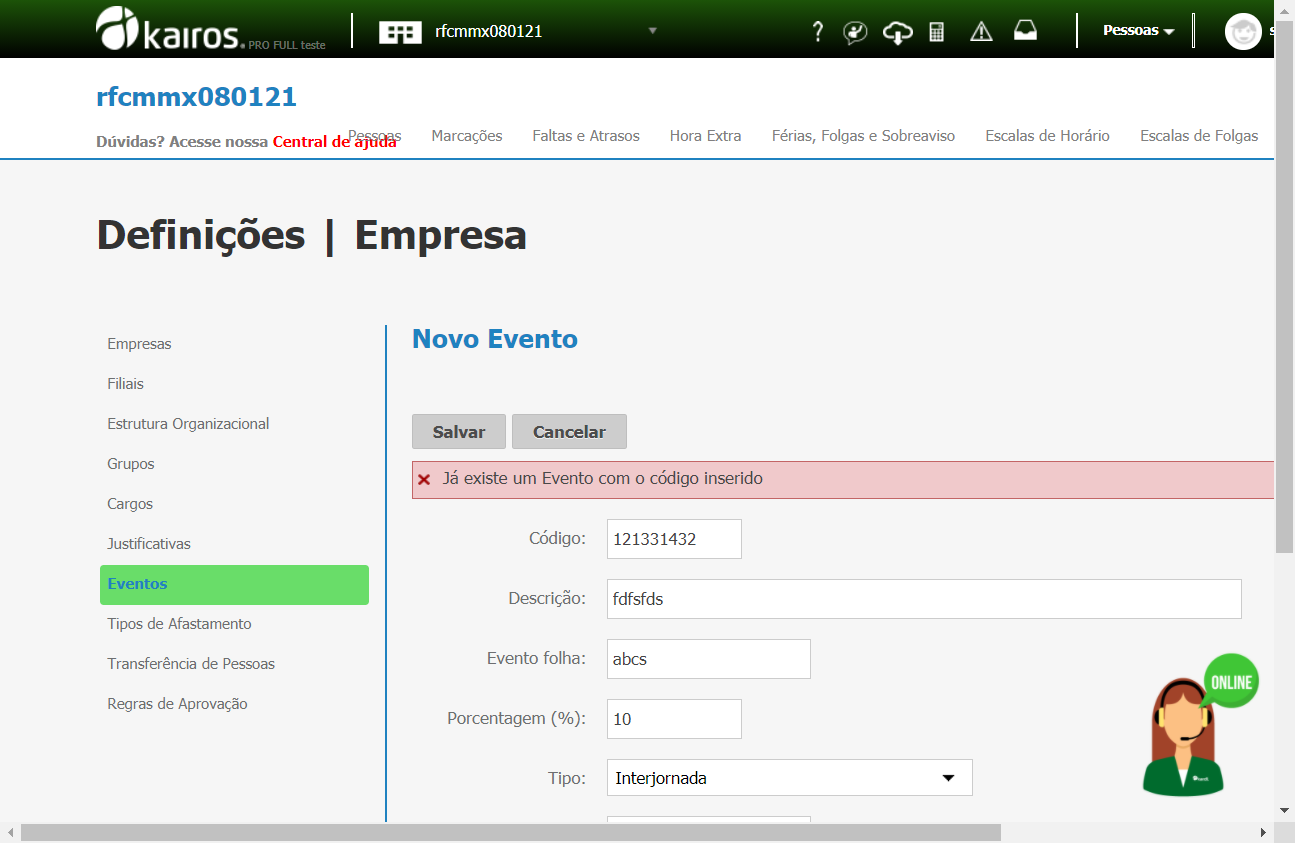 kairos. PRO FULL teste
rfcmmx080121
?
Pessoas
s
rfcmmx080121
Dúvidas? Acesse nossa Central de ajuda
Pessoas Marcações Faltas e Atrasos Hora Extra Férias, Folgas e Sobreaviso Escalas de Horário Escalas de Folgas
Definições | Empresa
Empresas
Filiais
Estrutura Organizacional
Grupos
Cargos
Justificativas
Eventos
Tipos de Afastamento
Transferência de Pessoas
Regras de Aprovação
Novo Evento
Salvar Cancelar
Já existe um Evento com o código inserido
Código: 121331432
Descrição: fdfsfds
Evento folha: abcs
Porcentagem (%): 10
Tipo: Interjornada
ONLINE